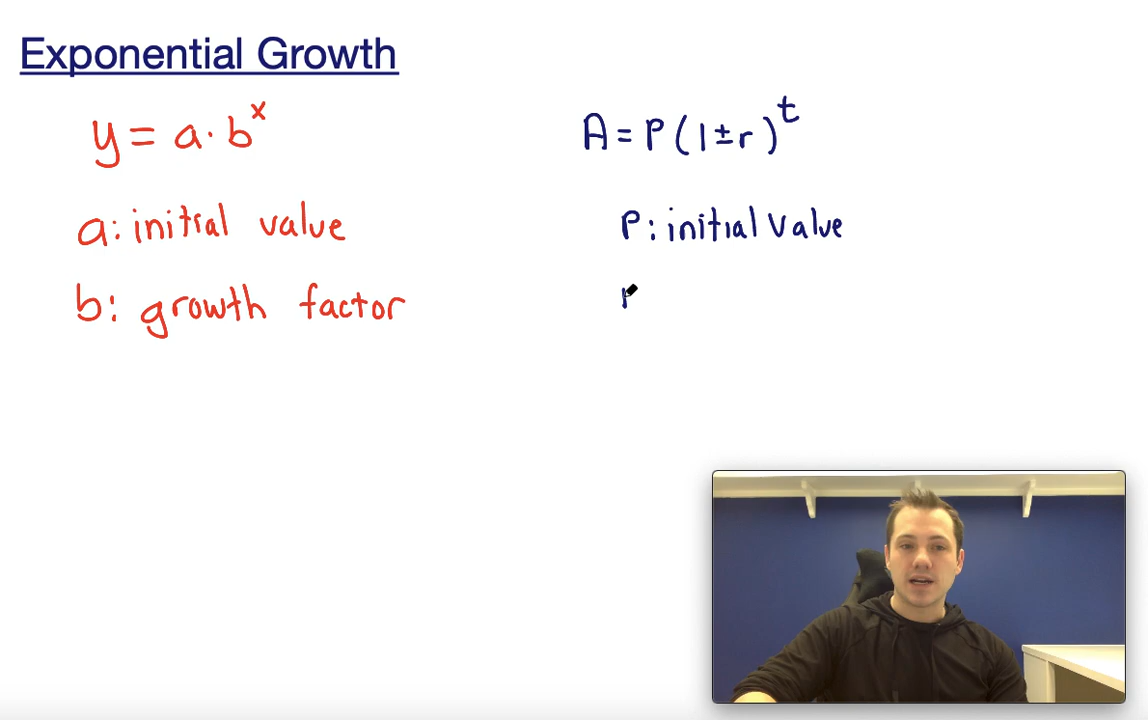 Exponential Growth
y = a · b^x
a: initial value
b: growth factor
A = P(1 ± r)^t
P: initial value
r